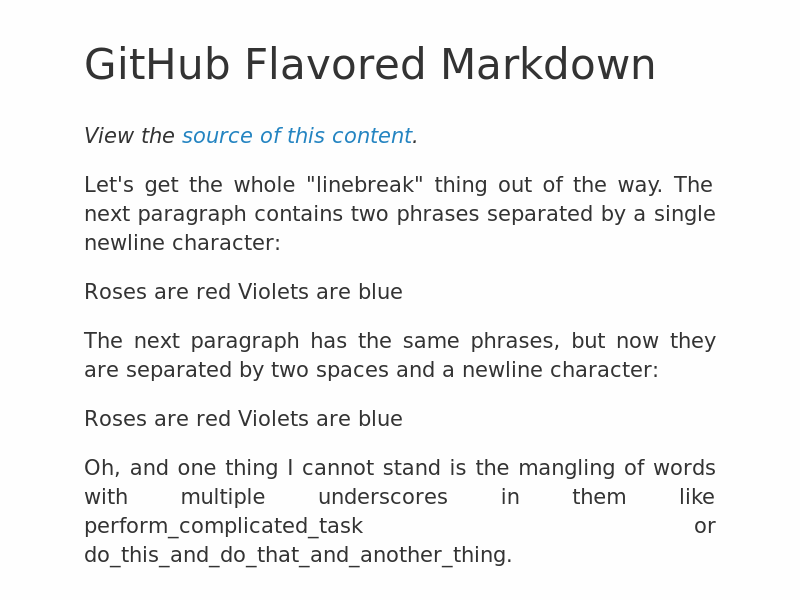 GitHub Flavored Markdown
View the source of this content.
Let's get the whole "linebreak" thing out of the way. The
next paragraph contains two phrases separated by a single
newline character:
Roses are red Violets are blue
The next paragraph has the same phrases, but now they
are separated by two spaces and a newline character:
Roses are red Violets are blue
Oh, and one thing I cannot stand is the mangling of words
with multiple underscores in them like
perform_complicated_task or
do_this_and_do_that_and_another_thing.